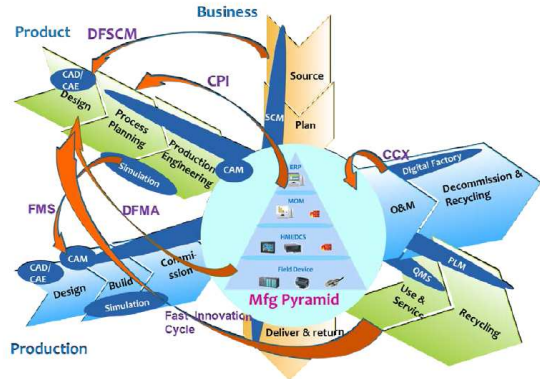 Business
Product
DFSCM
CAD/
CAE
Design
Process
Planning
Production
Engineering
CPI
Source
Plan
SCM
CAM
Simulation
CCX
Digital Factory
Decommission &
Recycling
O&M
ERP
MOM
HMI/DCS
Field Device
Mfg Pyramid
FMS
DFMA
CAM
CAD/
CAE
Design
Build
Commi-
ssion
Simulation
PLM
QMS
Use &
Service
Recycling
Fast Innovation
Cycle
Deliver & return
Production